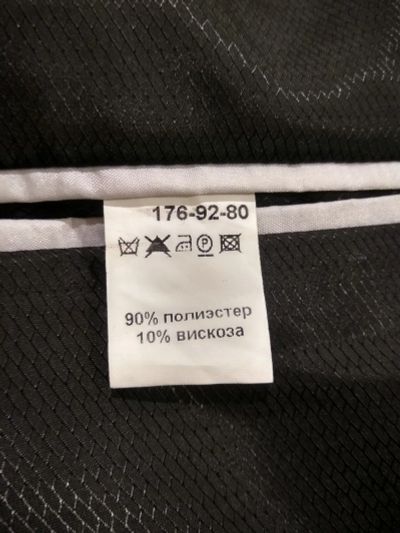 176-92-80
P
90% полиэстер
10% вискоза